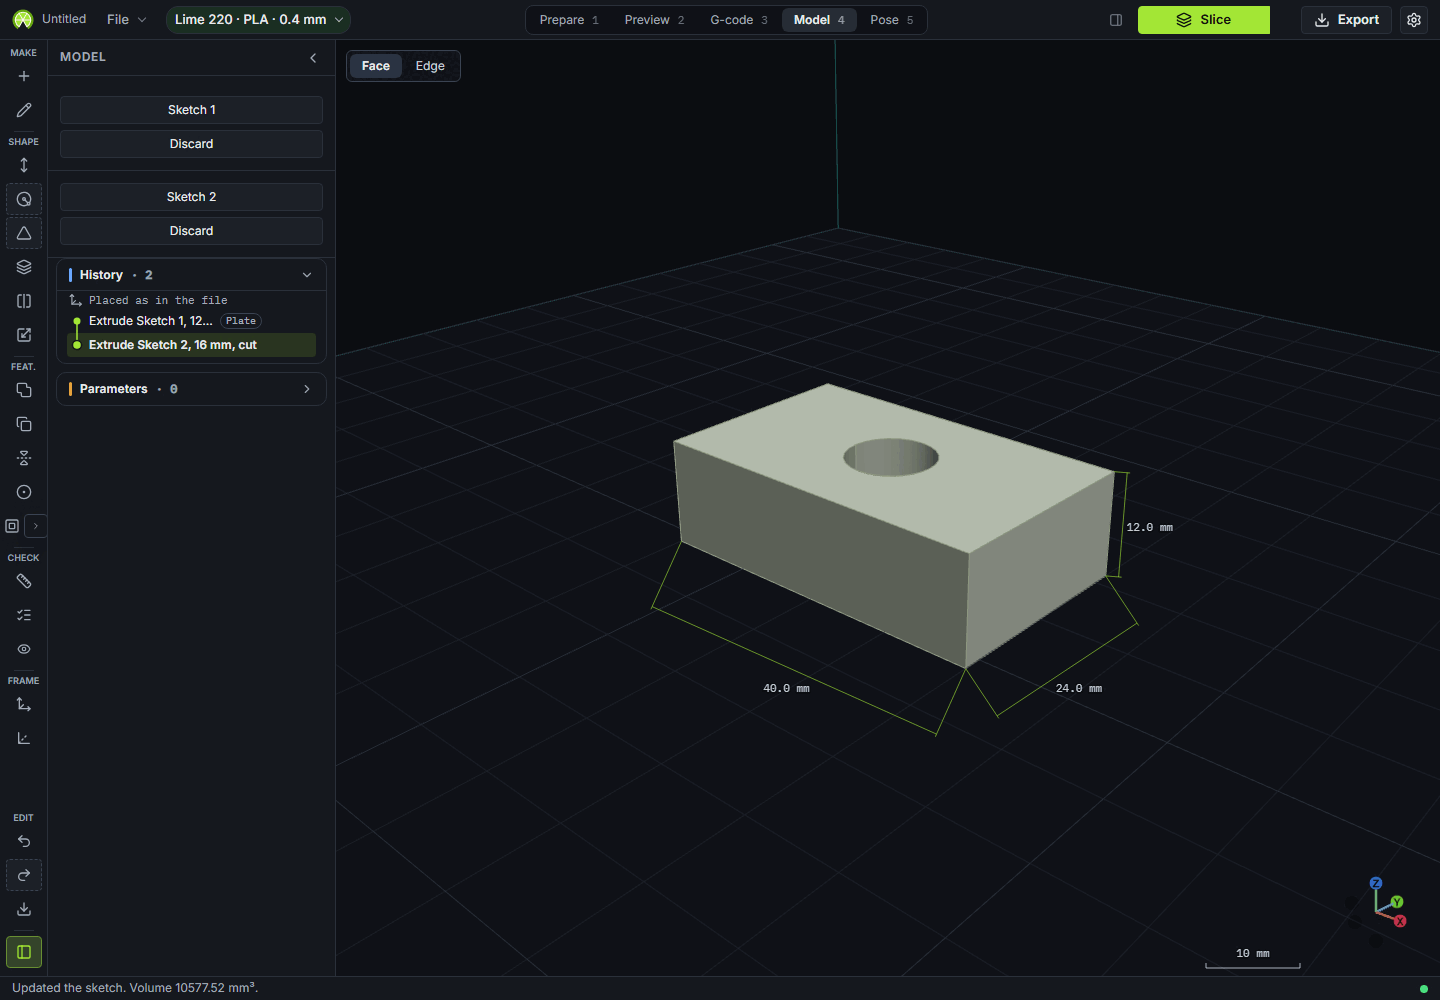 Untitled
File
Lime 220 · PLA · 0.4 mm
Prepare 1
Preview 2
G-code 3
Model 4
Pose 5
Slice
Export
MAKE
SHAPE
FEAT.
CHECK
FRAME
EDIT
MODEL
Sketch 1
Discard
Sketch 2
Discard
History · 2
Placed as in the file
Extrude Sketch 1, 12... Plate
Extrude Sketch 2, 16 mm, cut
Parameters · 0
Face Edge
12.0 mm
40.0 mm
24.0 mm
Z
Y
X
10 mm
Updated the sketch. Volume 10577.52 mm³.